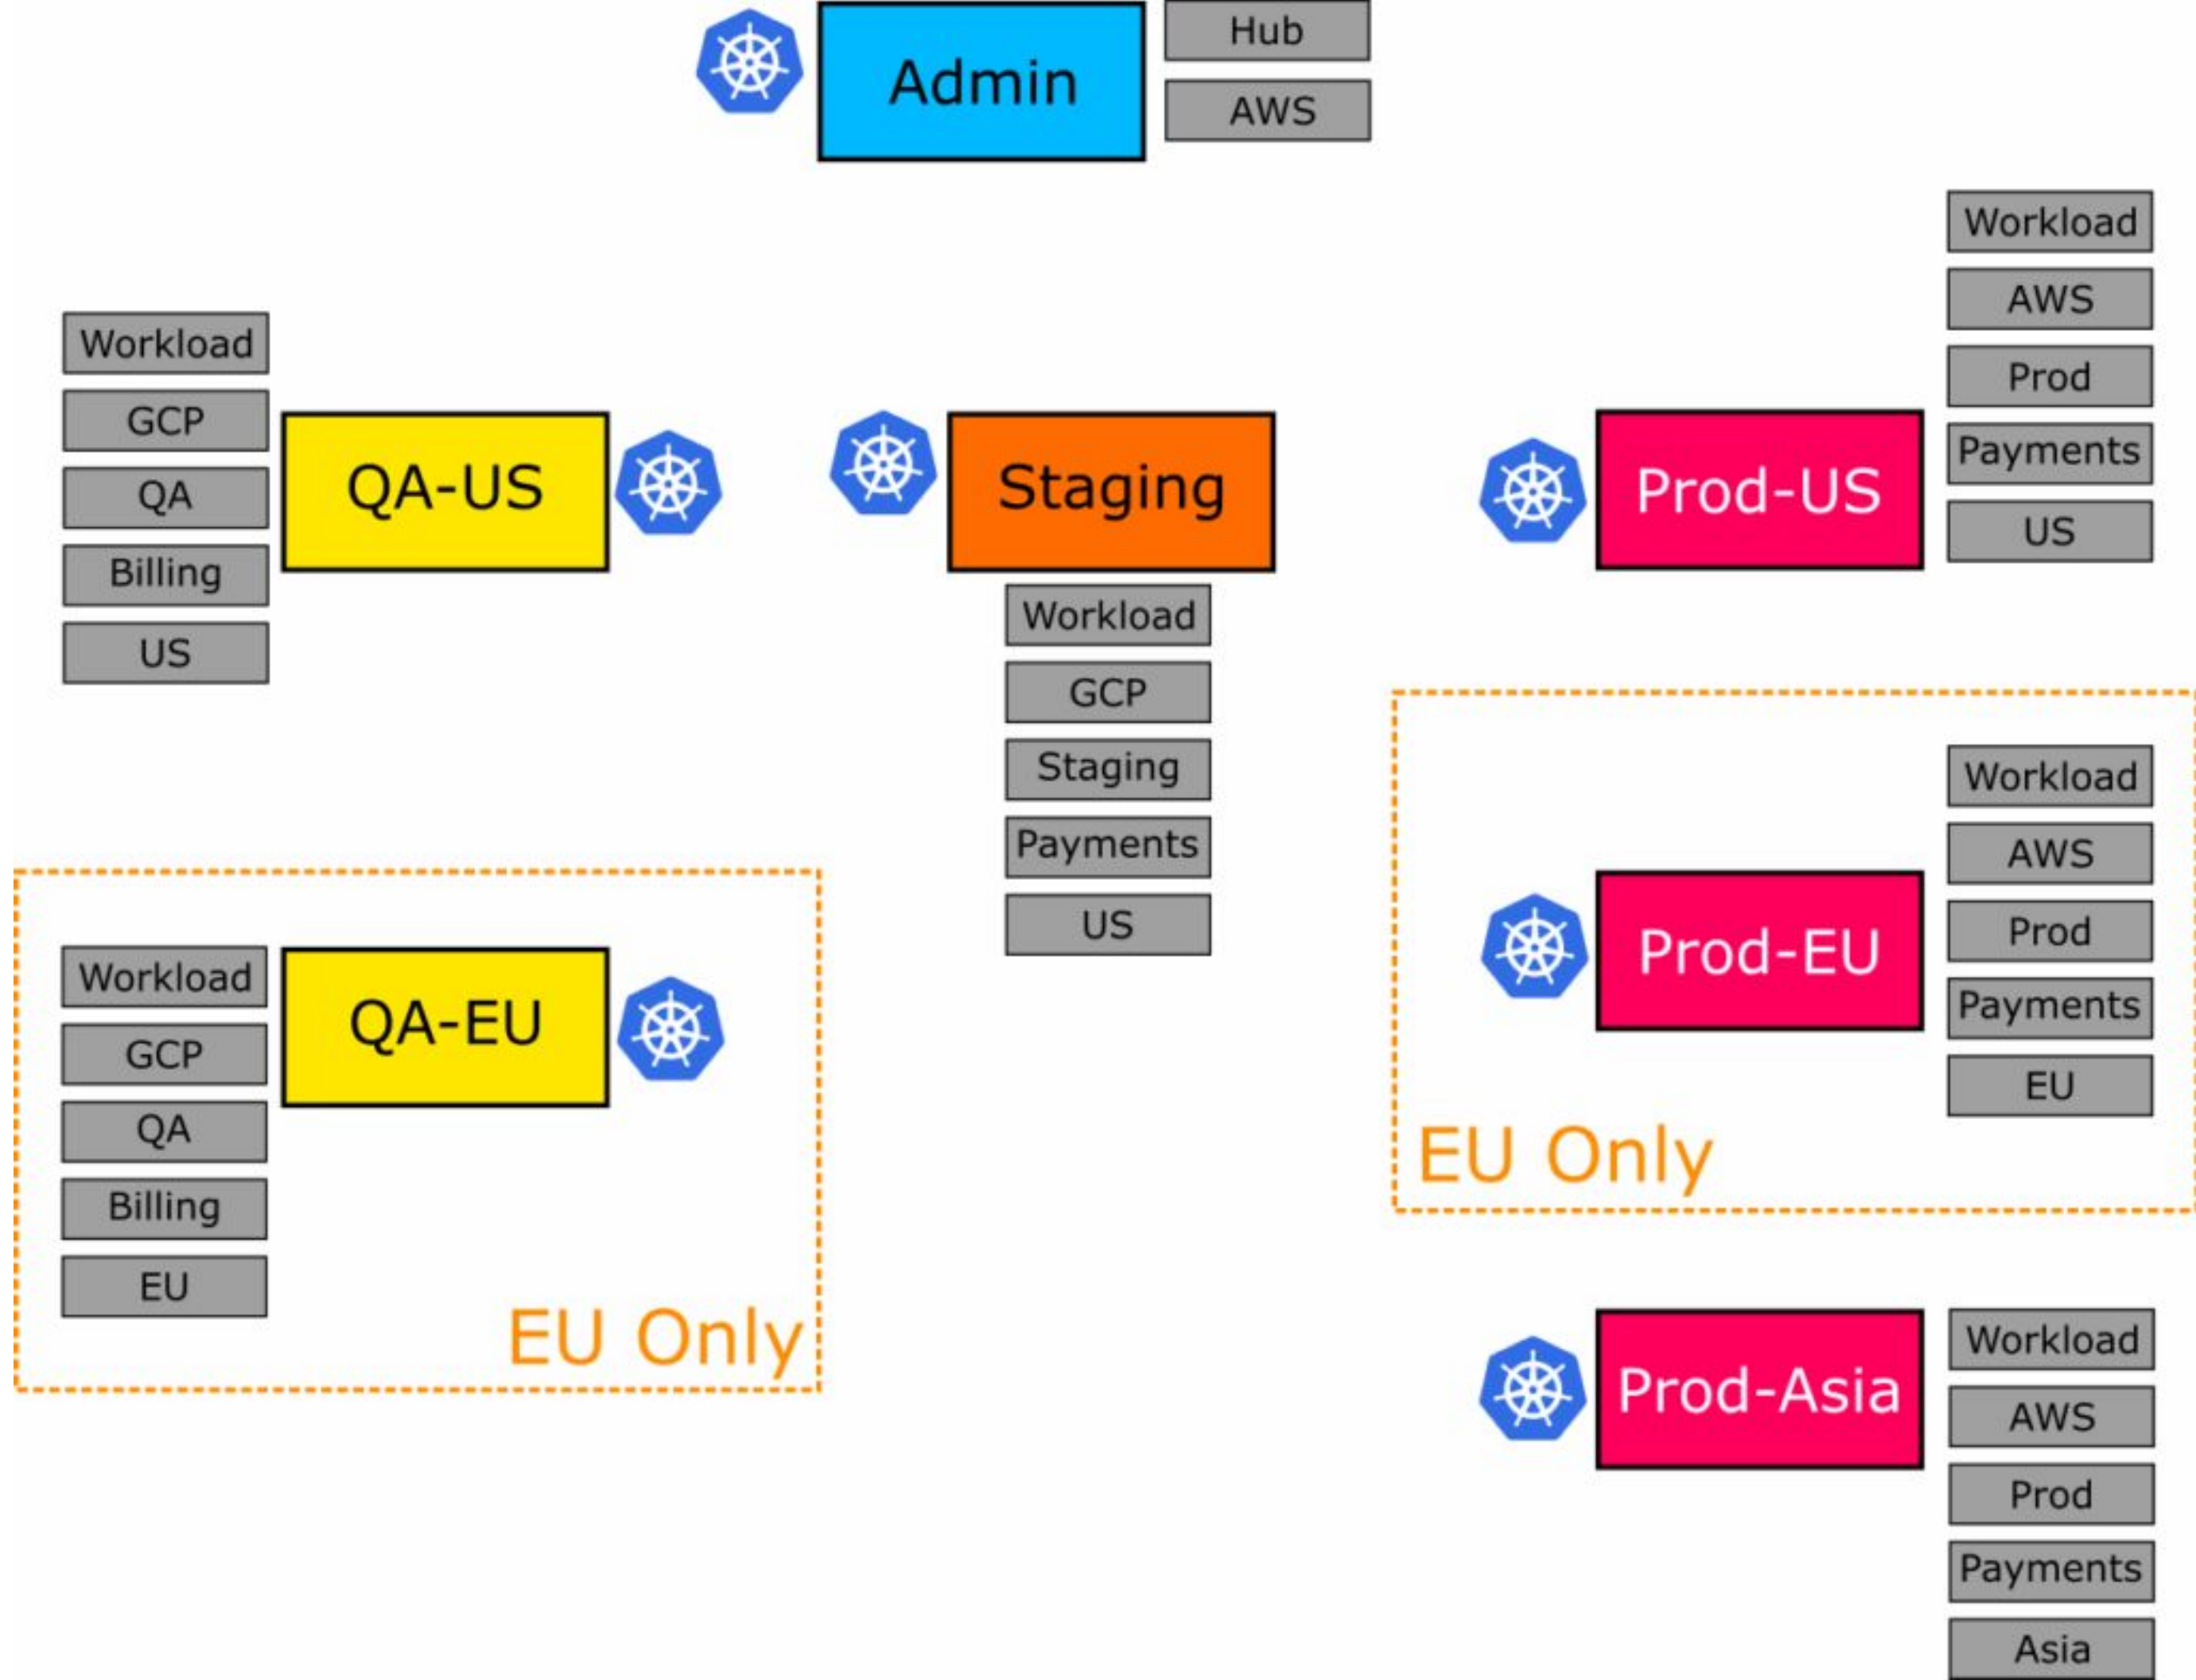 Admin
Hub
AWS
Workload
GCP
QA
Billing
US
QA-US
Staging
Workload
GCP
Staging
Payments
US
Prod-US
Workload
AWS
Prod
Payments
US
Workload
GCP
QA
Billing
EU
QA-EU
EU Only
Prod-EU
Workload
AWS
Prod
Payments
EU
EU Only
Prod-Asia
Workload
AWS
Prod
Payments
Asia